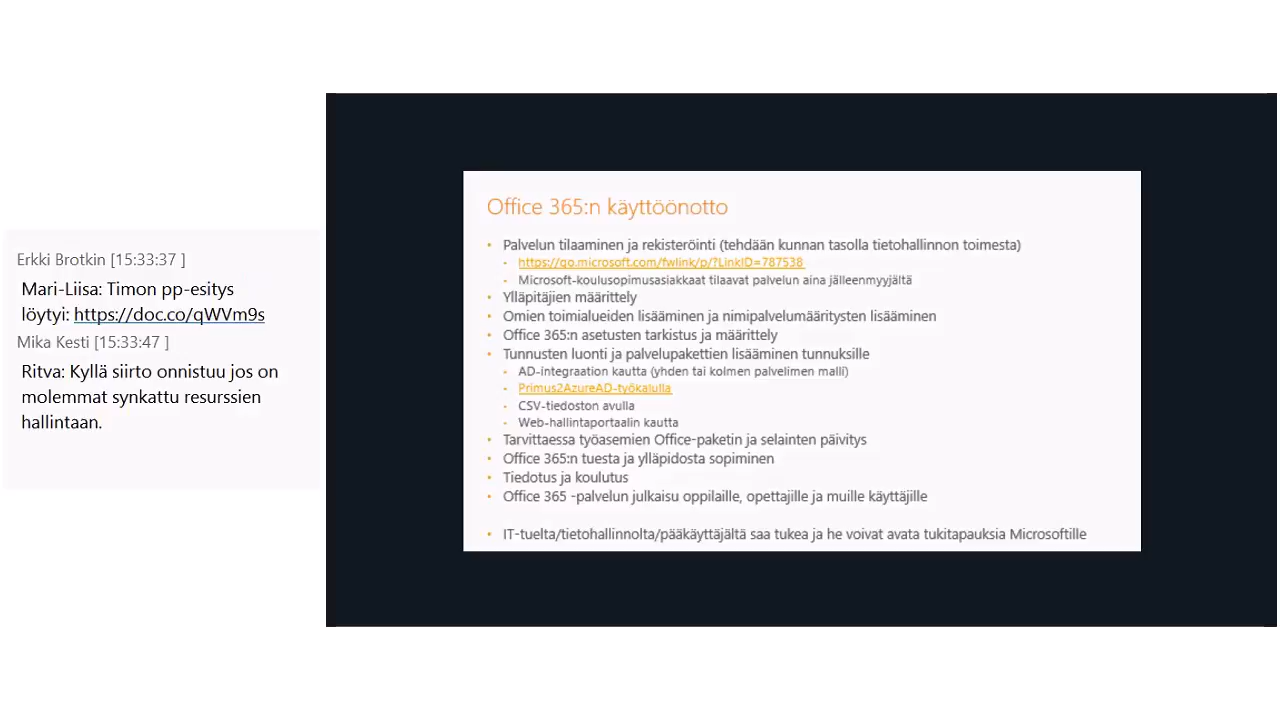 Erkki Brotkin [15:33:37 ]
Mari-Liisa: Timon pp-esitys
löytyi: https://doc.co/qWVm9s
Mika Kesti [15:33:47 ]
Ritva: Kyllä siirto onnistuu jos on
molemmat synkattu resurssien
hallintaan.
Office 365:n käyttöönotto
• Palvelun tilaaminen ja rekisteröinti (tehdään kunnan tasolla tietohallinnon toimesta)
• https://go.microsoft.com/fwlink/p/?LinkID=787538
• Microsoft-koulusopimusasiakkaat tilaavat palvelun aina jälleenmyyjältä
• Ylläpitäjien määrittely
• Omien toimialueiden lisääminen ja nimipalvelumääritysten lisääminen
• Office 365:n asetusten tarkistus ja määrittely
• Tunnusten luonti ja palvelupakettien lisääminen tunnuksille
• AD-integraation kautta (yhden tai kolmen palvelimen malli)
• Primus2AzureAD-työkalulla
• CSV-tiedoston avulla
• Web-hallintaportaalin kautta
• Tarvittaessa työasemien Office-paketin ja selainten päivitys
• Office 365:n tuesta ja ylläpidosta sopiminen
• Tiedotus ja koulutus
• Office 365 -palvelun julkaisu oppilaille, opettajille ja muille käyttäjille
• IT-tuelta/tietohallinnolta/pääkäyttäjältä saa tukea ja he voivat avata tukitapauksia Microsoftille